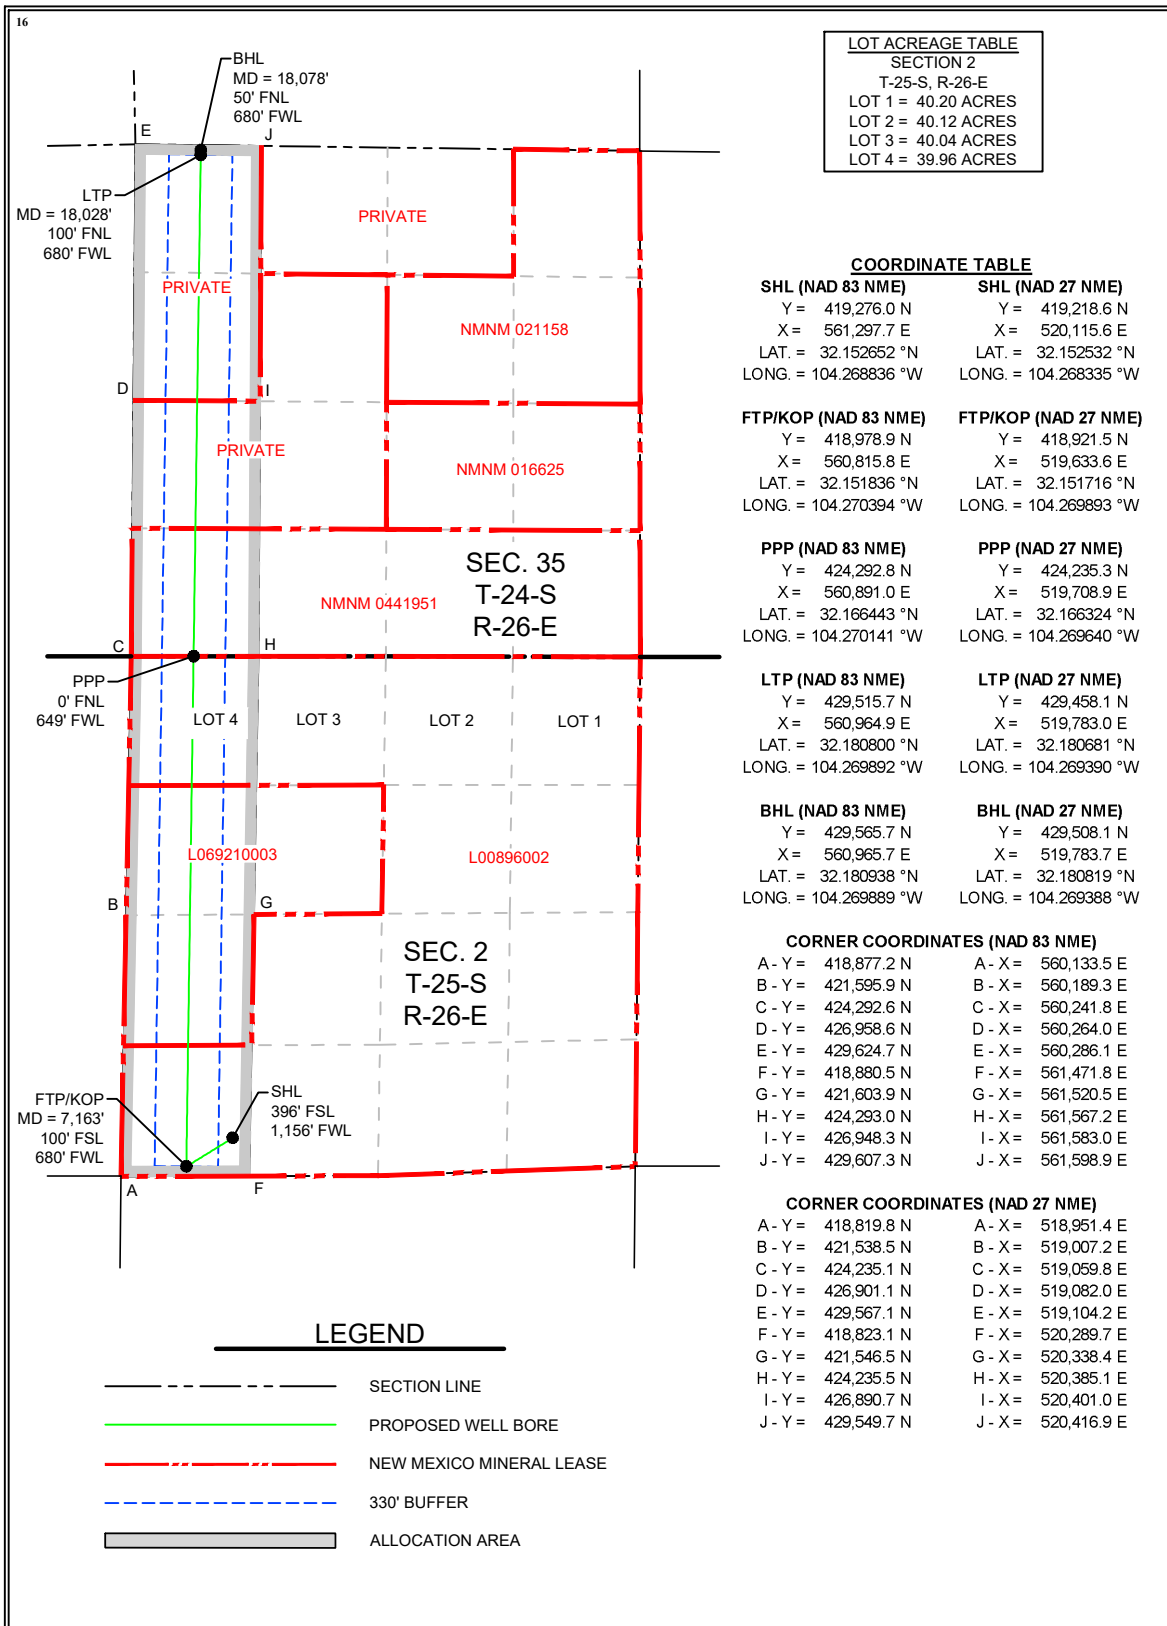 16
BHL
MD = 18,078'
50' FNL
680' FWL
E
J
LTP
MD = 18,028'
100' FNL
680' FWL
PRIVATE
PRIVATE
NMNM 021158
D
I
PRIVATE
NMNM 016625
SEC. 35
T-24-S
R-26-E
NMNM 0441951
C
H
PPP
0' FNL
649' FWL
LOT 4
LOT 3
LOT 2
LOT 1
L069210003
L00896002
B
G
SEC. 2
T-25-S
R-26-E
FTP/KOP
MD = 7,163'
100' FSL
680' FWL
SHL
396' FSL
1,156' FWL
A
F
LEGEND
SECTION LINE
PROPOSED WELL BORE
NEW MEXICO MINERAL LEASE
330' BUFFER
ALLOCATION AREA
LOT ACREAGE TABLE
SECTION 2
T-25-S, R-26-E
LOT 1 = 40.20 ACRES
LOT 2 = 40.12 ACRES
LOT 3 = 40.04 ACRES
LOT 4 = 39.96 ACRES
COORDINATE TABLE
SHL (NAD 83 NME) SHL (NAD 27 NME)
Y = 419,276.0 N Y = 419,218.6 N
X = 561,297.7 E X = 520,115.6 E
LAT. = 32.152652 °N LAT. = 32.152532 °N
LONG. = 104.268836 °W LONG. = 104.268335 °W
FTP/KOP (NAD 83 NME) FTP/KOP (NAD 27 NME)
Y = 418,978.9 N Y = 418,921.5 N
X = 560,815.8 E X = 519,633.6 E
LAT. = 32.151836 °N LAT. = 32.151716 °N
LONG. = 104.270394 °W LONG. = 104.269893 °W
PPP (NAD 83 NME) PPP (NAD 27 NME)
Y = 424,292.8 N Y = 424,235.3 N
X = 560,891.0 E X = 519,708.9 E
LAT. = 32.166443 °N LAT. = 32.166324 °N
LONG. = 104.270141 °W LONG. = 104.269640 °W
LTP (NAD 83 NME) LTP (NAD 27 NME)
Y = 429,515.7 N Y = 429,458.1 N
X = 560,964.9 E X = 519,783.0 E
LAT. = 32.180800 °N LAT. = 32.180681 °N
LONG. = 104.269892 °W LONG. = 104.269390 °W
BHL (NAD 83 NME) BHL (NAD 27 NME)
Y = 429,565.7 N Y = 429,508.1 N
X = 560,965.7 E X = 519,783.7 E
LAT. = 32.180938 °N LAT. = 32.180819 °N
LONG. = 104.269889 °W LONG. = 104.269388 °W
CORNER COORDINATES (NAD 83 NME)
A - Y = 418,877.2 N A - X = 560,133.5 E
B - Y = 421,595.9 N B - X = 560,189.3 E
C - Y = 424,292.6 N C - X = 560,241.8 E
D - Y = 426,958.6 N D - X = 560,264.0 E
E - Y = 429,624.7 N E - X = 560,286.1 E
F - Y = 418,880.5 N F - X = 561,471.8 E
G - Y = 421,603.9 N G - X = 561,520.5 E
H - Y = 424,293.0 N H - X = 561,567.2 E
I - Y = 426,948.3 N I - X = 561,583.0 E
J - Y = 429,607.3 N J - X = 561,598.9 E
CORNER COORDINATES (NAD 27 NME)
A - Y = 418,819.8 N A - X = 518,951.4 E
B - Y = 421,538.5 N B - X = 519,007.2 E
C - Y = 424,235.1 N C - X = 519,059.8 E
D - Y = 426,901.1 N D - X = 519,082.0 E
E - Y = 429,567.1 N E - X = 519,104.2 E
F - Y = 418,823.1 N F - X = 520,289.7 E
G - Y = 421,546.5 N G - X = 520,338.4 E
H - Y = 424,235.5 N H - X = 520,385.1 E
I - Y = 426,890.7 N I - X = 520,401.0 E
J - Y = 429,549.7 N J - X = 520,416.9 E